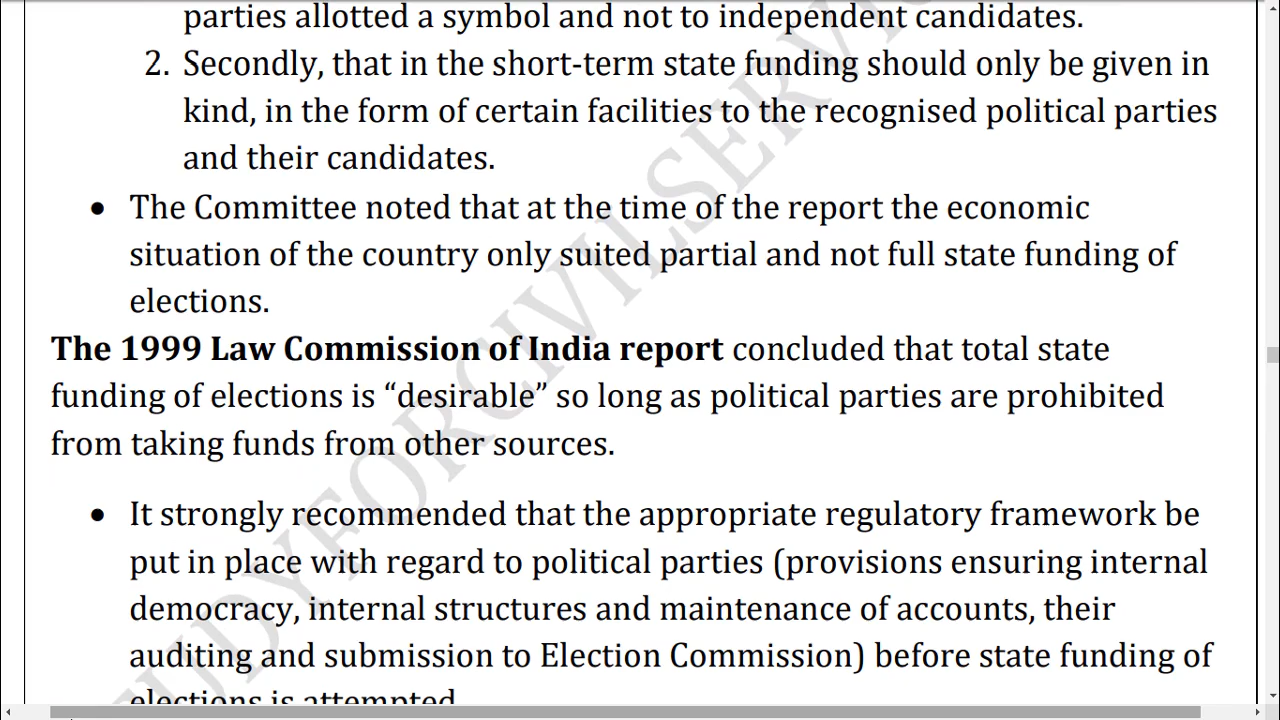 parties allotted a symbol and not to independent candidates.
2. Secondly, that in the short-term state funding should only be given in
kind, in the form of certain facilities to the recognised political parties
and their candidates.
• The Committee noted that at the time of the report the economic
situation of the country only suited partial and not full state funding of
elections.
The 1999 Law Commission of India report concluded that total state
funding of elections is “desirable” so long as political parties are prohibited
from taking funds from other sources.
• It strongly recommended that the appropriate regulatory framework be
put in place with regard to political parties (provisions ensuring internal
democracy, internal structures and maintenance of accounts, their
auditing and submission to Election Commission) before state funding of
elections is attempted.